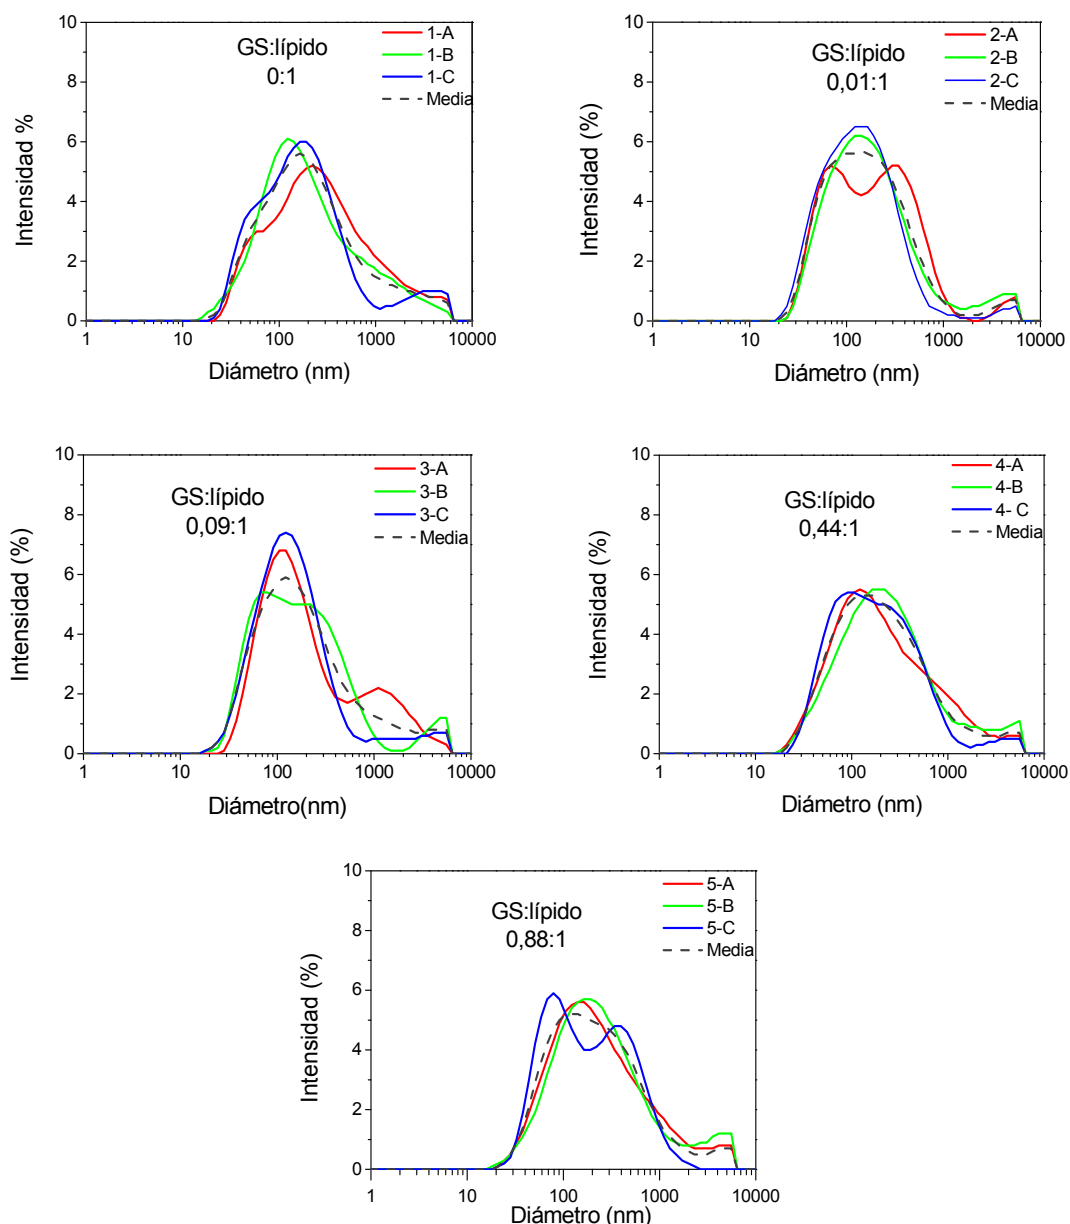 10
8
6
4
2
0
Intensidad %
GS:lípido
0:1
1-A
1-B
1-C
Media
1
10
100
1000
10000
Diámetro (nm)
10
8
6
4
2
0
Intensidad (%)
GS:lípido
0,01:1
2-A
2-B
2-C
Media
1
10
100
1000
10000
Diámetro (nm)
10
8
6
4
2
0
Intensidad (%)
GS:lípido
0,09:1
3-A
3-B
3-C
Media
1
10
100
1000
10000
Diámetro(nm)
10
8
6
4
2
0
Intensidad (%)
GS:lípido
0,44:1
4-A
4-B
4- C
Media
1
10
100
1000
10000
Diámetro (nm)
10
8
6
4
2
0
Intensidad (%)
GS:lípido
0,88:1
5-A
5-B
5-C
Media
1
10
100
1000
10000
Diámetro (nm)